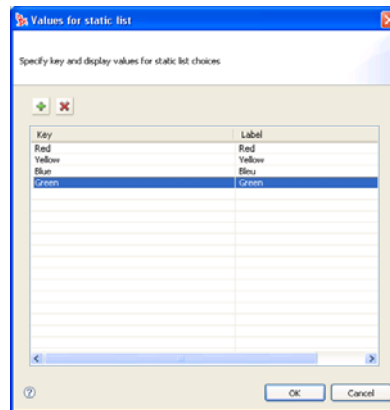 Values for static list
Specify key and display values for static list choices
Key Label
Red Red
Yellow Yellow
Blue Bleu
Green Green
OK Cancel